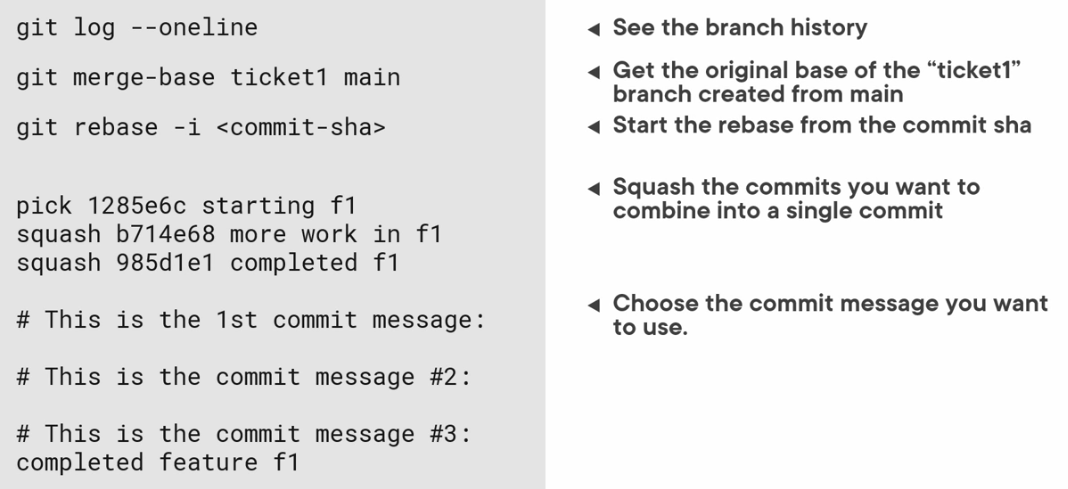 git log --oneline
◄ See the branch history
git merge-base ticket1 main
◄ Get the original base of the “ticket1”
branch created from main
git rebase -i <commit-sha>
◄ Start the rebase from the commit sha
pick 1285e6c starting f1
squash b714e68 more work in f1
squash 985d1e1 completed f1
◄ Squash the commits you want to
combine into a single commit
# This is the 1st commit message:
# This is the commit message #2:
# This is the commit message #3:
completed feature f1
◄ Choose the commit message you want
to use.